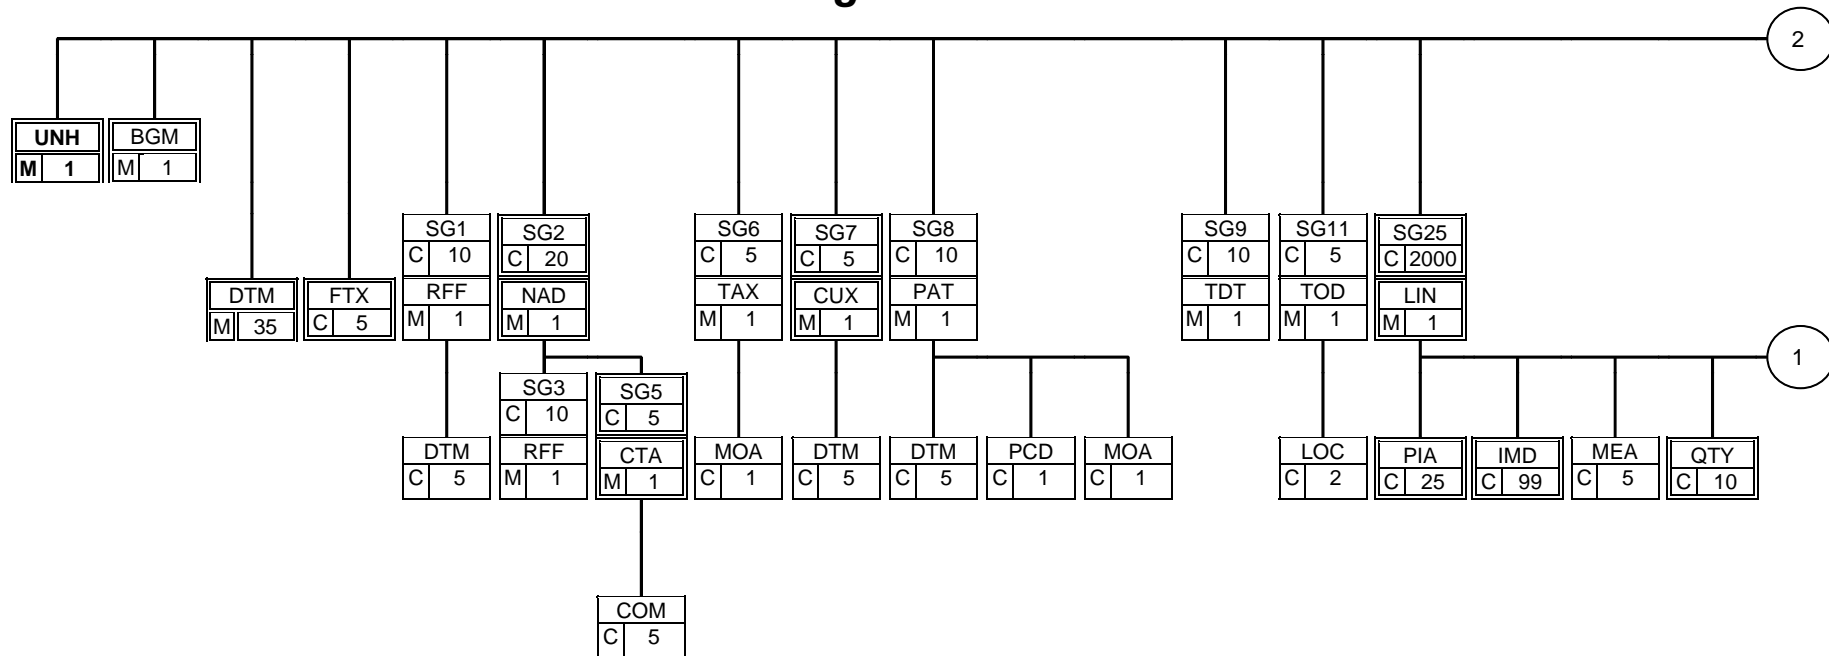 2
UNH BGM
M 1 M 1
SG1 SG2 SG6 SG7 SG8 SG9 SG11 SG25
C 10 C 20 C 5 C 5 C 10 C 10 C 5 C 2000
DTM FTX RFF NAD TAX CUX PAT TDT TOD LIN
M 35 C 5 M 1 M 1 M 1 M 1 M 1 M 1 M 1 M 1
1
SG3 SG5
C 10 C 5
DTM RFF CTA MOA DTM DTM PCD MOA LOC PIA IMD MEA QTY
C 5 M 1 M 1 C 1 C 5 C 5 C 1 C 1 C 2 C 25 C 99 C 5 C 10
COM
C 5